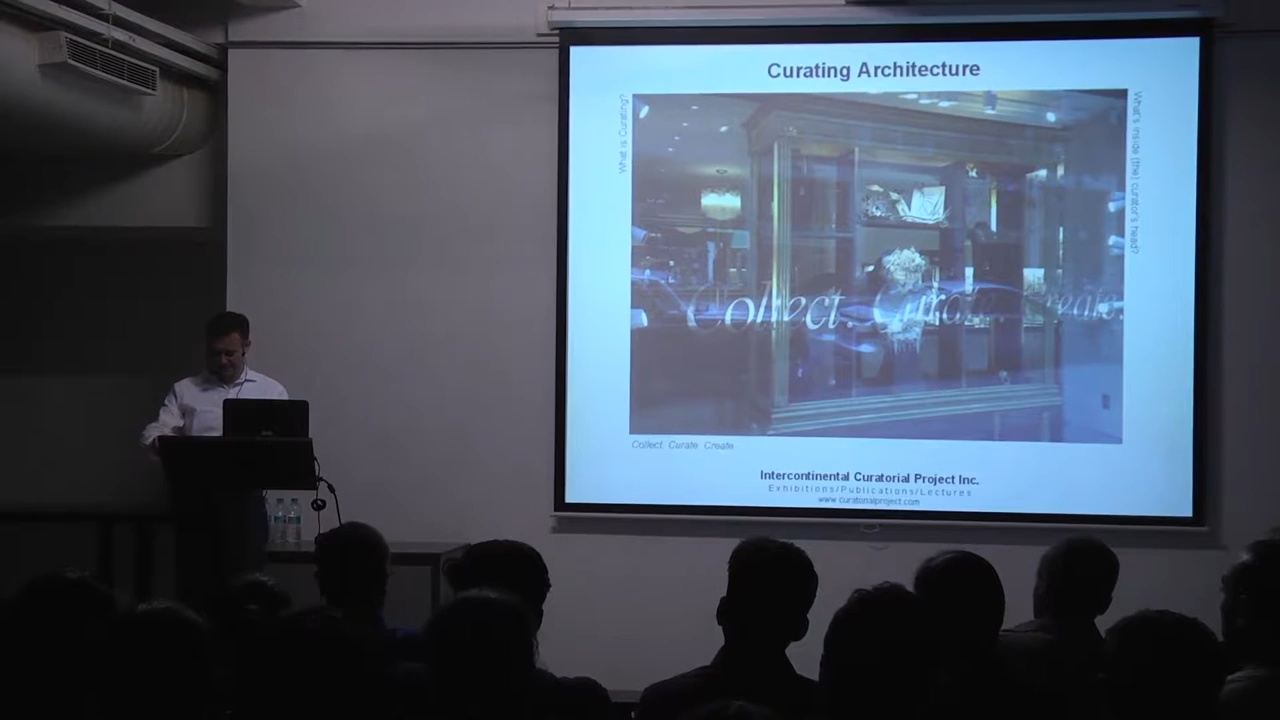 Curating Architecture
What is Curating?
What's inside (the) curator's head?
Collect. Curate. Create.
Collect. Curate. Create
Intercontinental Curatorial Project Inc.
Exhibitions/Publications/Lectures
www.curatorialproject.com